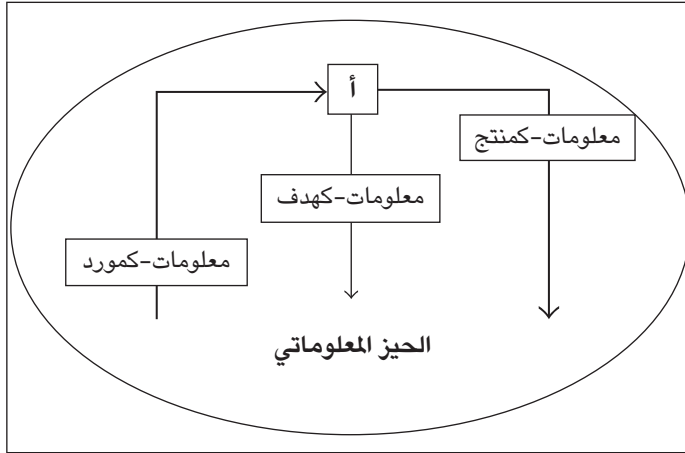 أ
معلومات-كمنتج
معلومات-كهدف
معلومات-كمورد
الحيز المعلوماتي